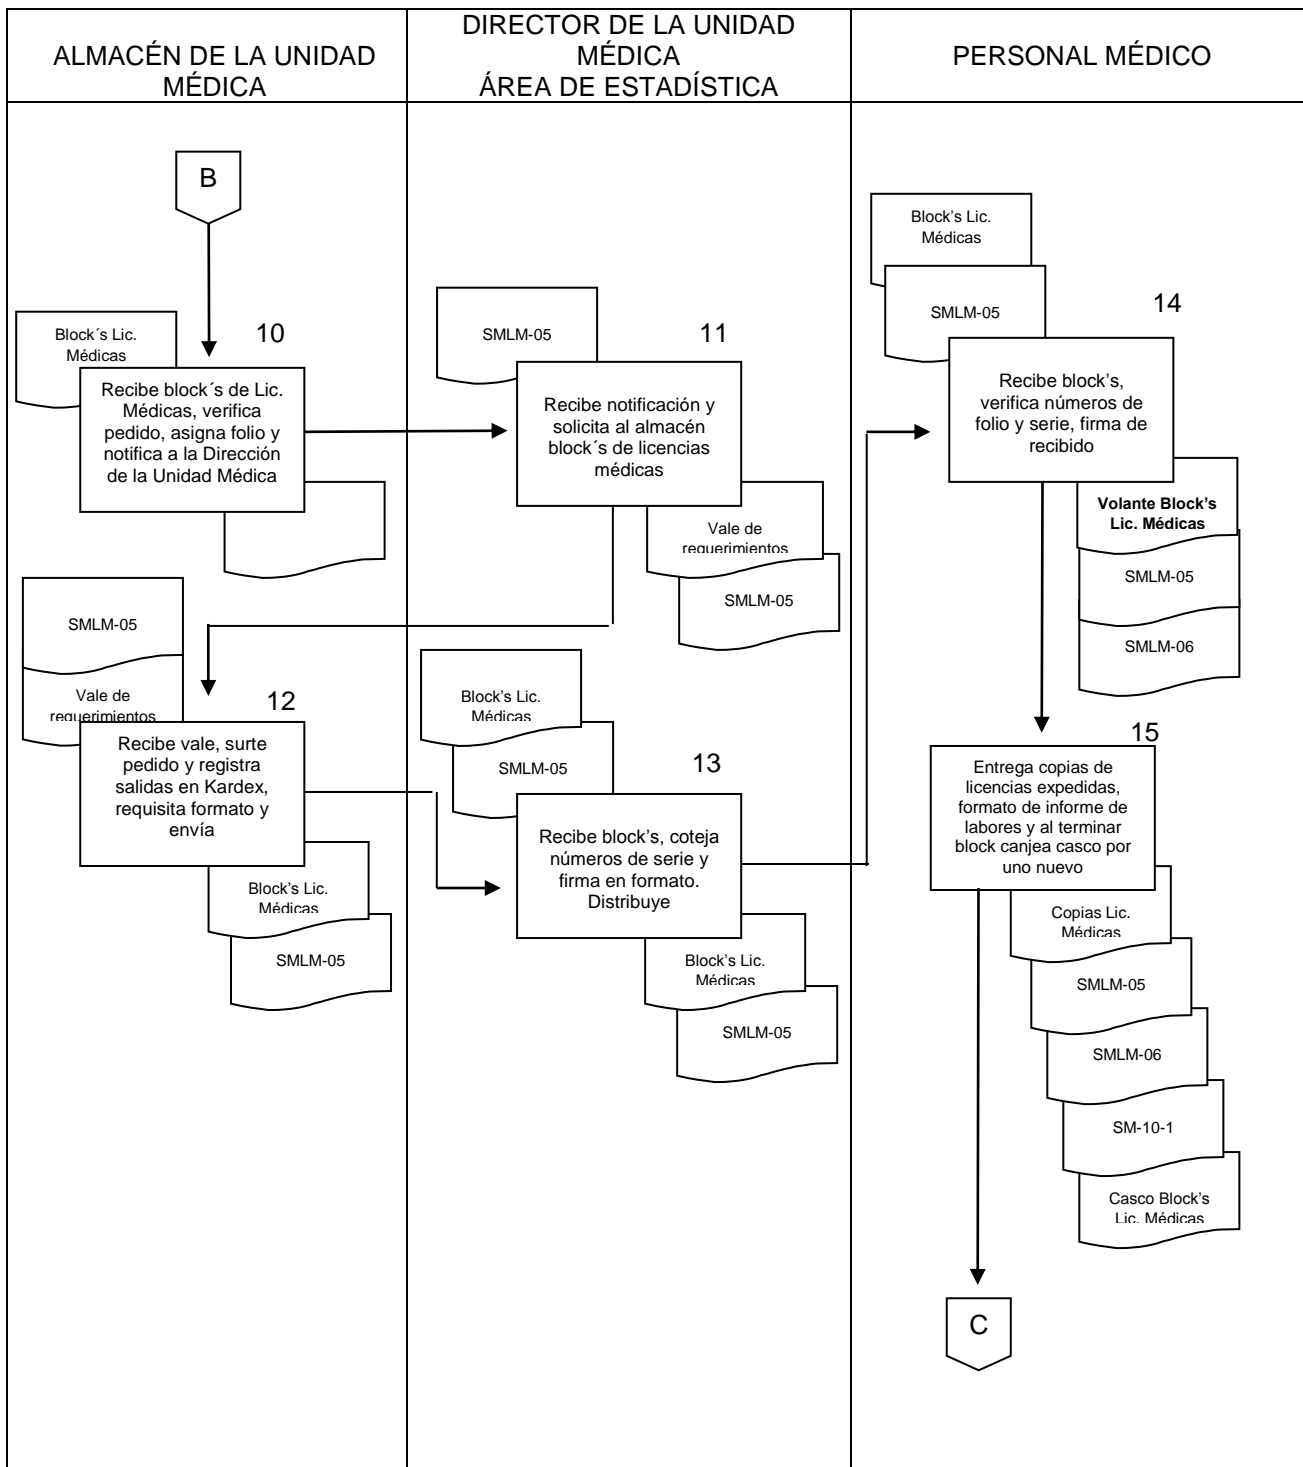 ALMACÉN DE LA UNIDAD
MÉDICA
DIRECTOR DE LA UNIDAD
MÉDICA
ÁREA DE ESTADÍSTICA
PERSONAL MÉDICO
B
Block´s Lic.
Médicas
10
Recibe block´s de Lic.
Médicas, verifica
pedido, asigna folio y
notifica a la Dirección
de la Unidad Médica
SMLM-05
11
Recibe notificación y
solicita al almacén
block´s de licencias
médicas
Vale de
requerimientos
SMLM-05
SMLM-05
Vale de
requerimientos
12
Recibe vale, surte
pedido y registra
salidas en Kardex,
requisita formato y
envía
Block's Lic.
Médicas
SMLM-05
Block's Lic.
Médicas
SMLM-05
13
Recibe block's, coteja
números de serie y
firma en formato.
Distribuye
Block's Lic.
Médicas
SMLM-05
Block's Lic.
Médicas
SMLM-05
14
Recibe block's,
verifica números de
folio y serie, firma de
recibido
Volante Block's
Lic. Médicas
SMLM-05
SMLM-06
15
Entrega copias de
licencias expedidas,
formato de informe de
labores y al terminar
block canjea casco por
uno nuevo
Copias Lic.
Médicas
SMLM-05
SMLM-06
SM-10-1
Casco Block's
Lic. Médicas
C